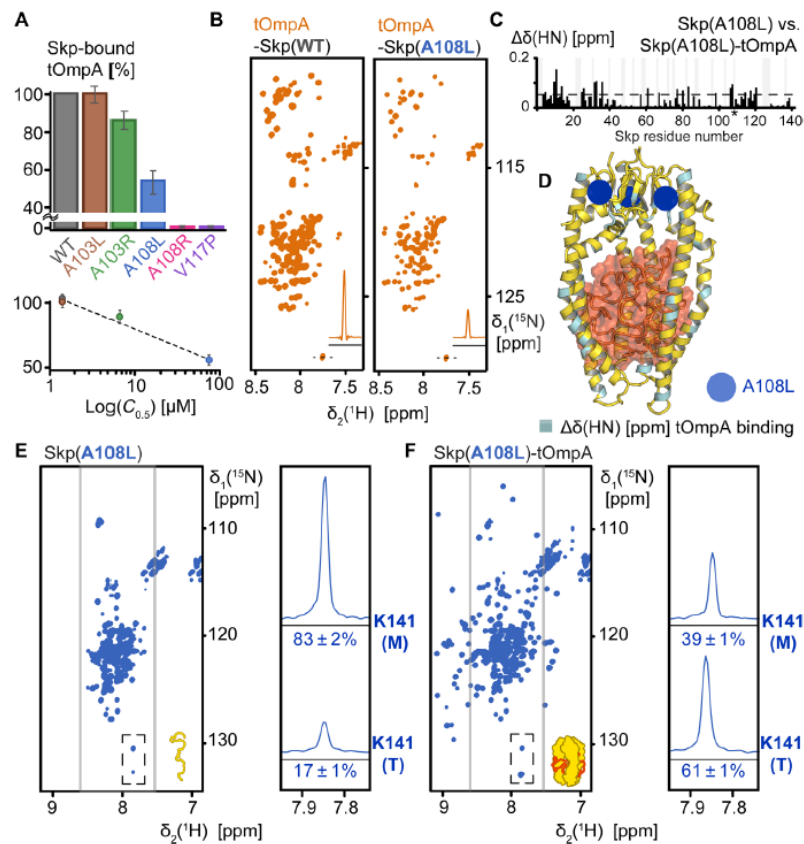 A
Skp-bound
tOmpA [%]
100
80
60
40
0
WT
A103L
A103R
A108L
A108R
V117P
100
50
1
10
100
Log(C0.5) [µM]
B
tOmpA
-Skp(WT)
tOmpA
-Skp(A108L)
115
125
δ1(15N)
[ppm]
8.5 8.0 7.5
8.5 8.0 7.5
δ2(1H) [ppm]
C
Skp(A108L) vs.
Skp(A108L)-tOmpA
Δδ(HN) [ppm]
0.2
0
20 40 60 80 100 120 140
*
Skp residue number
D
A108L
Δδ(HN) [ppm] tOmpA binding
E
Skp(A108L)
δ1(15N)
[ppm]
110
120
130
9 8 7
δ2(1H) [ppm]
K141
(M)
83±2%
K141
(T)
17±1%
7.9 7.8
F
Skp(A108L)-tOmpA
δ1(15N)
[ppm]
110
120
130
9 8 7
δ2(1H) [ppm]
K141
(M)
39±1%
K141
(T)
61±1%
7.9 7.8